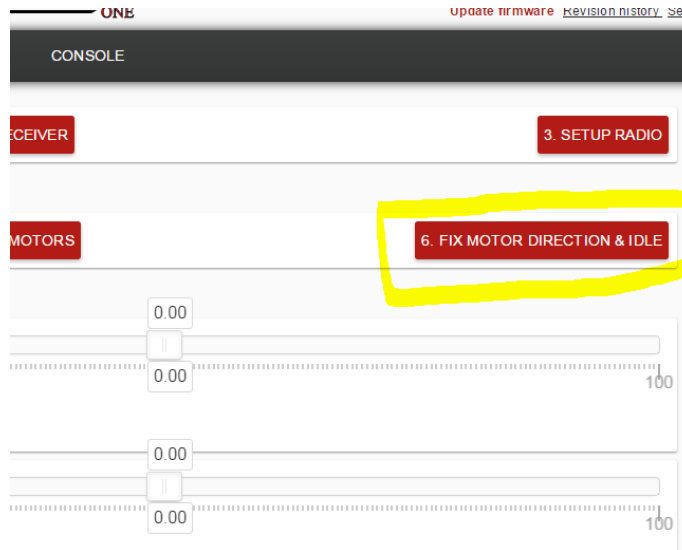 ONE
Update firmware Revision history Se
CONSOLE
ECEIVER
3. SETUP RADIO
MOTORS
6. FIX MOTOR DIRECTION & IDLE
0.00
0.00
100
0.00
0.00
100